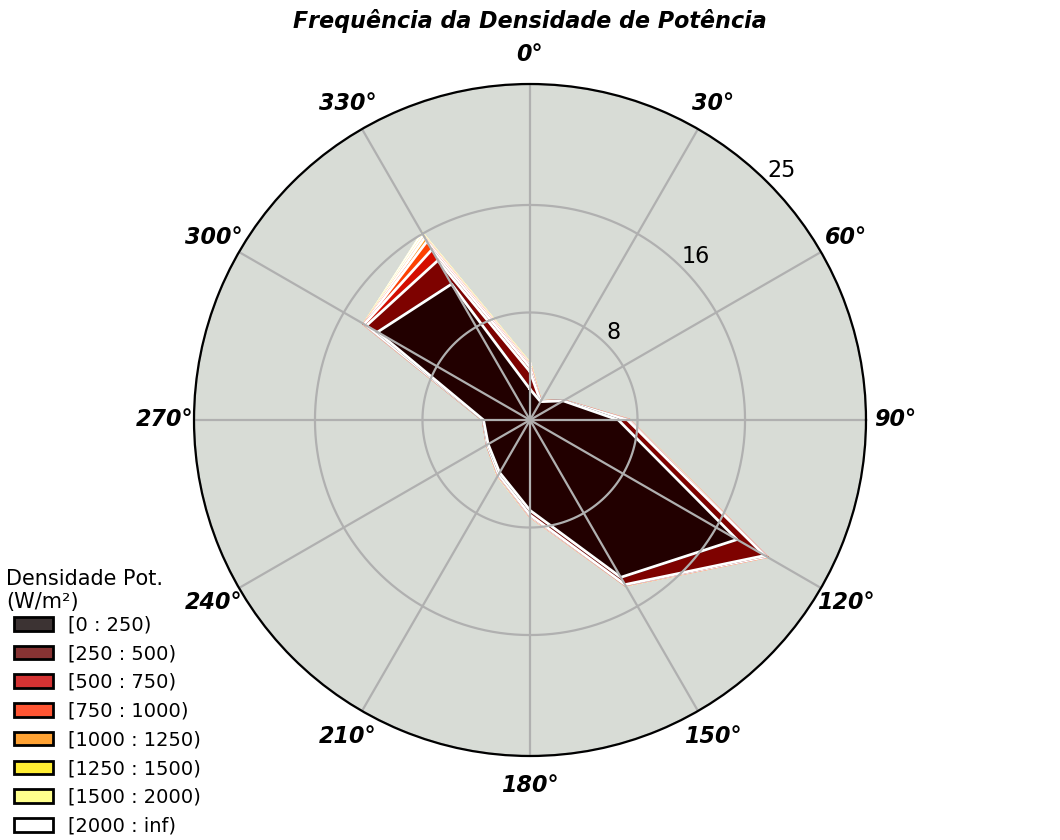 Frequência da Densidade de Potência
0°
330°
30°
25
300°
60°
16
8
270°
90°
Densidade Pot.
(W/m²)
240°
120°
[0 : 250)
[250 : 500)
[500 : 750)
[750 : 1000)
[1000 : 1250)
[1250 : 1500)
[1500 : 2000)
[2000 : inf)
210°
150°
180°